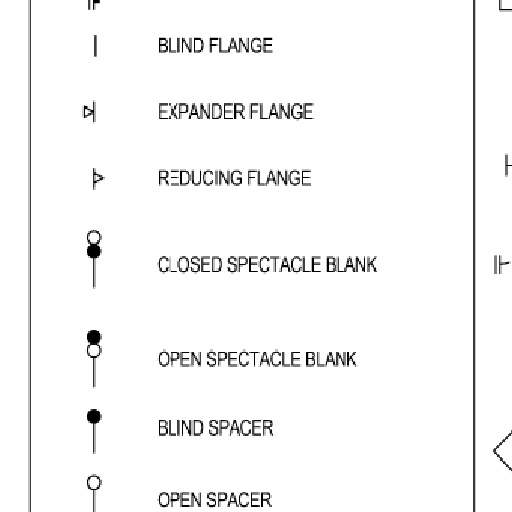 BLIND FLANGE
EXPANDER FLANGE
REDUCING FLANGE
CLOSED SPECTACLE BLANK
OPEN SPECTACLE BLANK
BLIND SPACER
OPEN SPACER